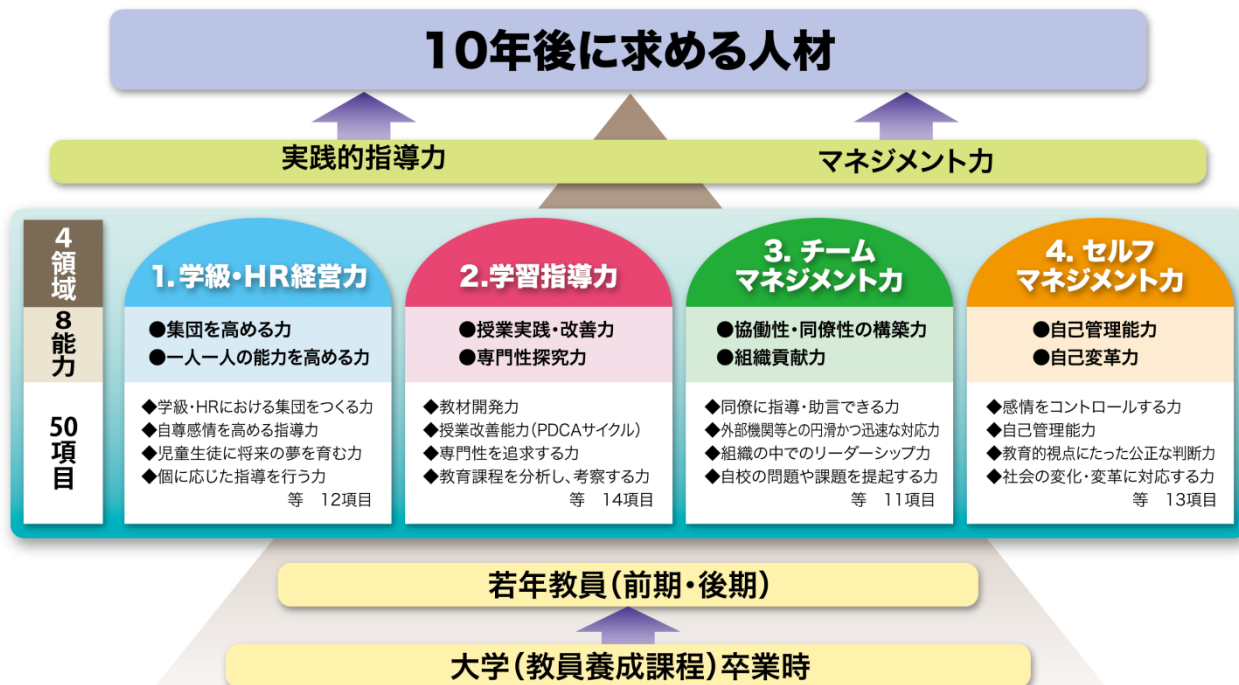 10年後に求める人材
実践的指導力
マネジメント力
4領域
1.学級・HR経営力
2.学習指導力
3. チーム
マネジメント力
4. セルフ
マネジメント力
8能力
●集団を高める力
●一人一人の能力を高める力
●授業実践・改善力
●専門性探究力
●協働性・同僚性の構築力
●組織貢献力
●自己管理能力
●自己変革力
50項目
◆学級・HRにおける集団をつくる力
◆自尊感情を高める指導力
◆児童生徒に将来の夢を育む力
◆個に応じた指導を行う力
等 12項目
◆教材開発力
◆授業改善能力(PDCAサイクル)
◆専門性を追求する力
◆教育課程を分析し、考察する力
等 14項目
◆同僚に指導・助言できる力
◆外部機関等との円滑かつ迅速な対応力
◆組織の中でのリーダーシップ力
◆自校の問題や課題を提起する力
等 11項目
◆感情をコントロールする力
◆自己管理能力
◆教育的視点にたった公正な判断力
◆社会の変化・変革に対応する力
等 13項目
若年教員(前期・後期)
大学(教員養成課程)卒業時